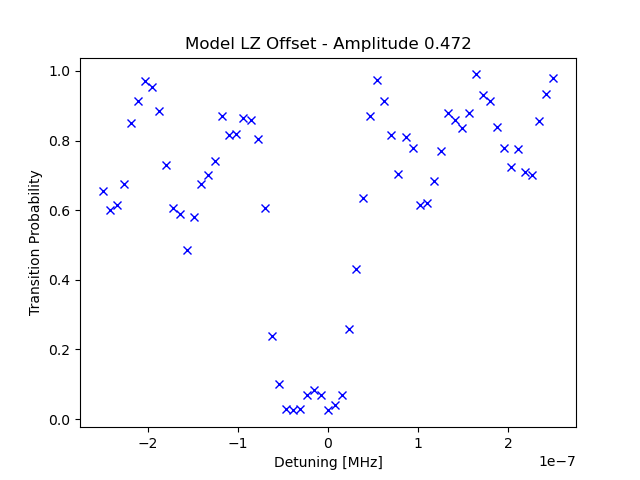 Model LZ Offset - Amplitude 0.472
Transition Probability
1.0
0.8
0.6
0.4
0.2
0.0
−2
−1
0
1
2
1e−7
Detuning [MHz]